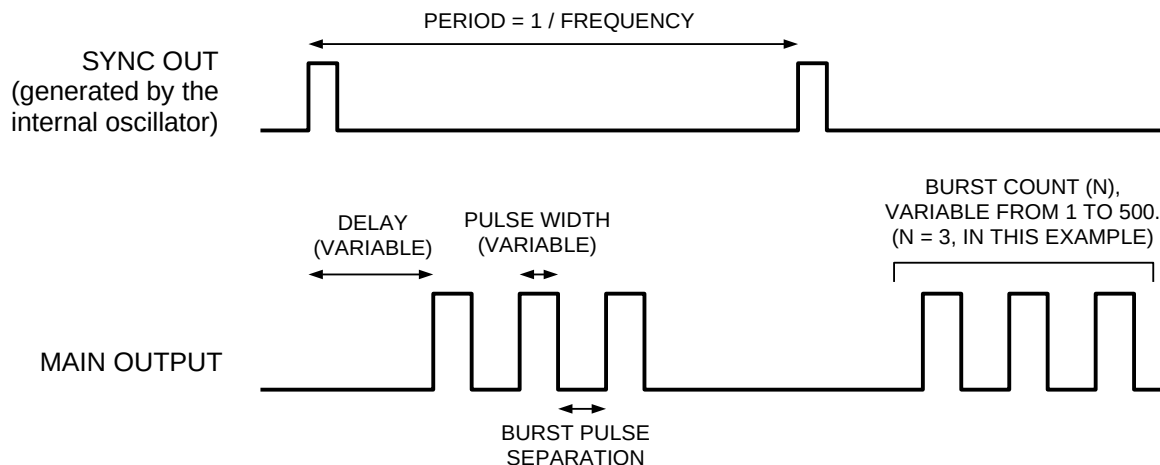 PERIOD = 1 / FREQUENCY
SYNC OUT
(generated by the
internal oscillator)
BURST COUNT (N),
VARIABLE FROM 1 TO 500.
(N = 3, IN THIS EXAMPLE)
DELAY
(VARIABLE)
PULSE WIDTH
(VARIABLE)
MAIN OUTPUT
BURST PULSE
SEPARATION